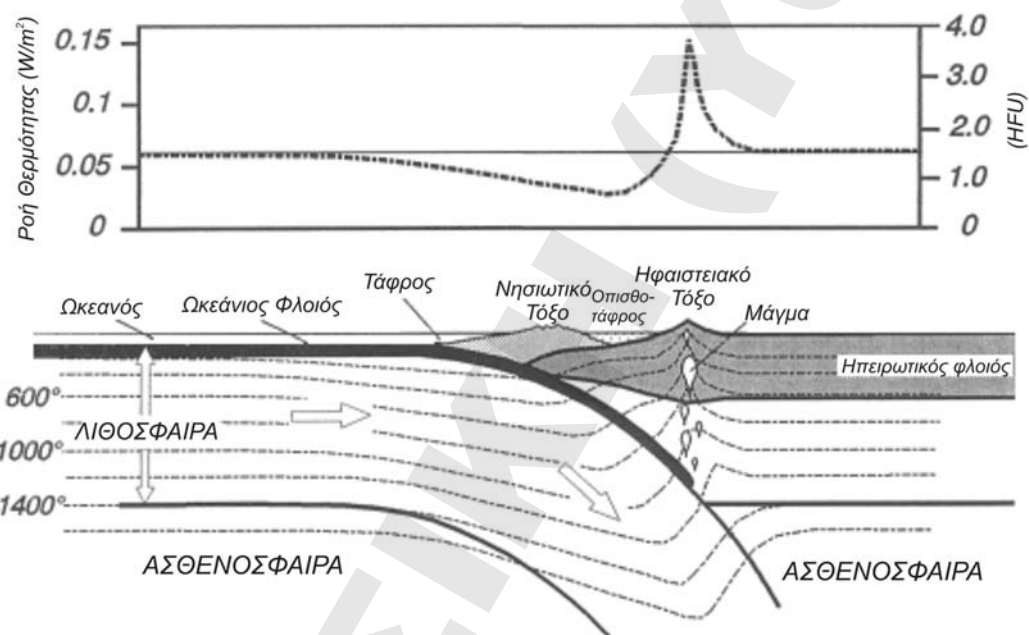 Ροή Θερμότητας (W/m²)
0.15
0.1
0.05
0
4.0
3.0
2.0
1.0
0
(HFU)
Ωκεανός
Ωκεάνιος Φλοιός
Τάφρος
Νησιωτικό
Τόξο
Οπισθο-
τάφρος
Ηφαιστειακό
Τόξο
Μάγμα
Ηπειρωτικός φλοιός
600°
ΛΙΘΟΣΦΑΙΡΑ
1000°
1400°
ΑΣΘΕΝΟΣΦΑΙΡΑ
ΑΣΘΕΝΟΣΦΑΙΡΑ